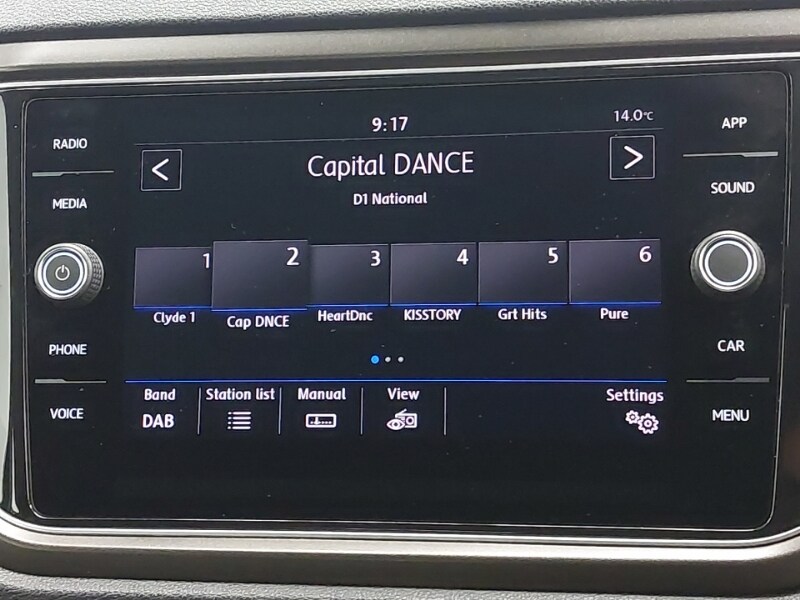 9:17
14.0°C
RADIO
MEDIA
PHONE
VOICE
<
Capital DANCE
>
D1 National
1
2
3
4
5
6
Clyde 1
Cap DNCE
HeartDnc
KISSTORY
Grt Hits
Pure
Band
Station list
Manual
View
Settings
DAB
APP
SOUND
CAR
MENU